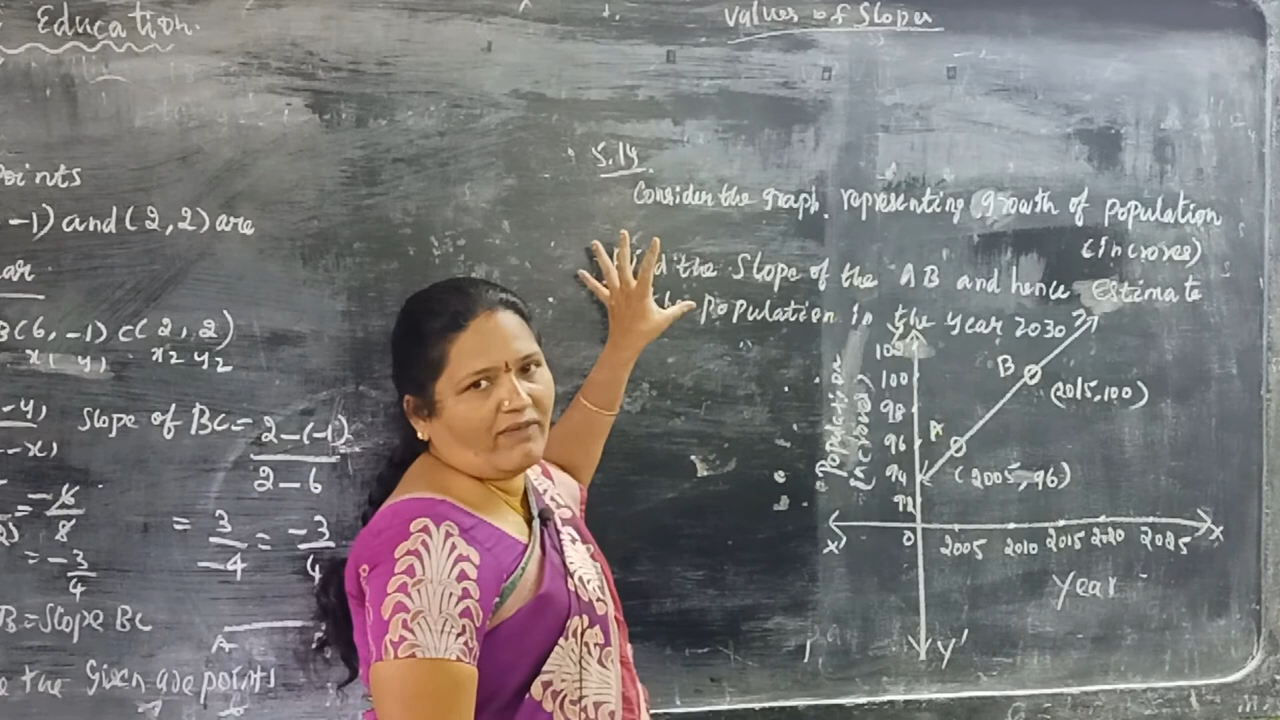 Education.
Values of Slopes
points
-1) and (2, 2) are
B(6, -1) C(2, 2)
x1 y1 x2 y2
Slope of BC = 2-(-1)
2-6
= 3 = -3
-4 4
= -6
8
= -3
4
B = Slope BC
A
the Given points
5.14
Consider the graph representing growth of population
(in crores)
the Slope of the AB and hence Estimate
population in the year 2030?
Population
(in crores)
100
98
96
94
92
B
(2015, 100)
A
(2005, 96)
X' 0 2005 2010 2015 2020 2025 X
Year
Y'